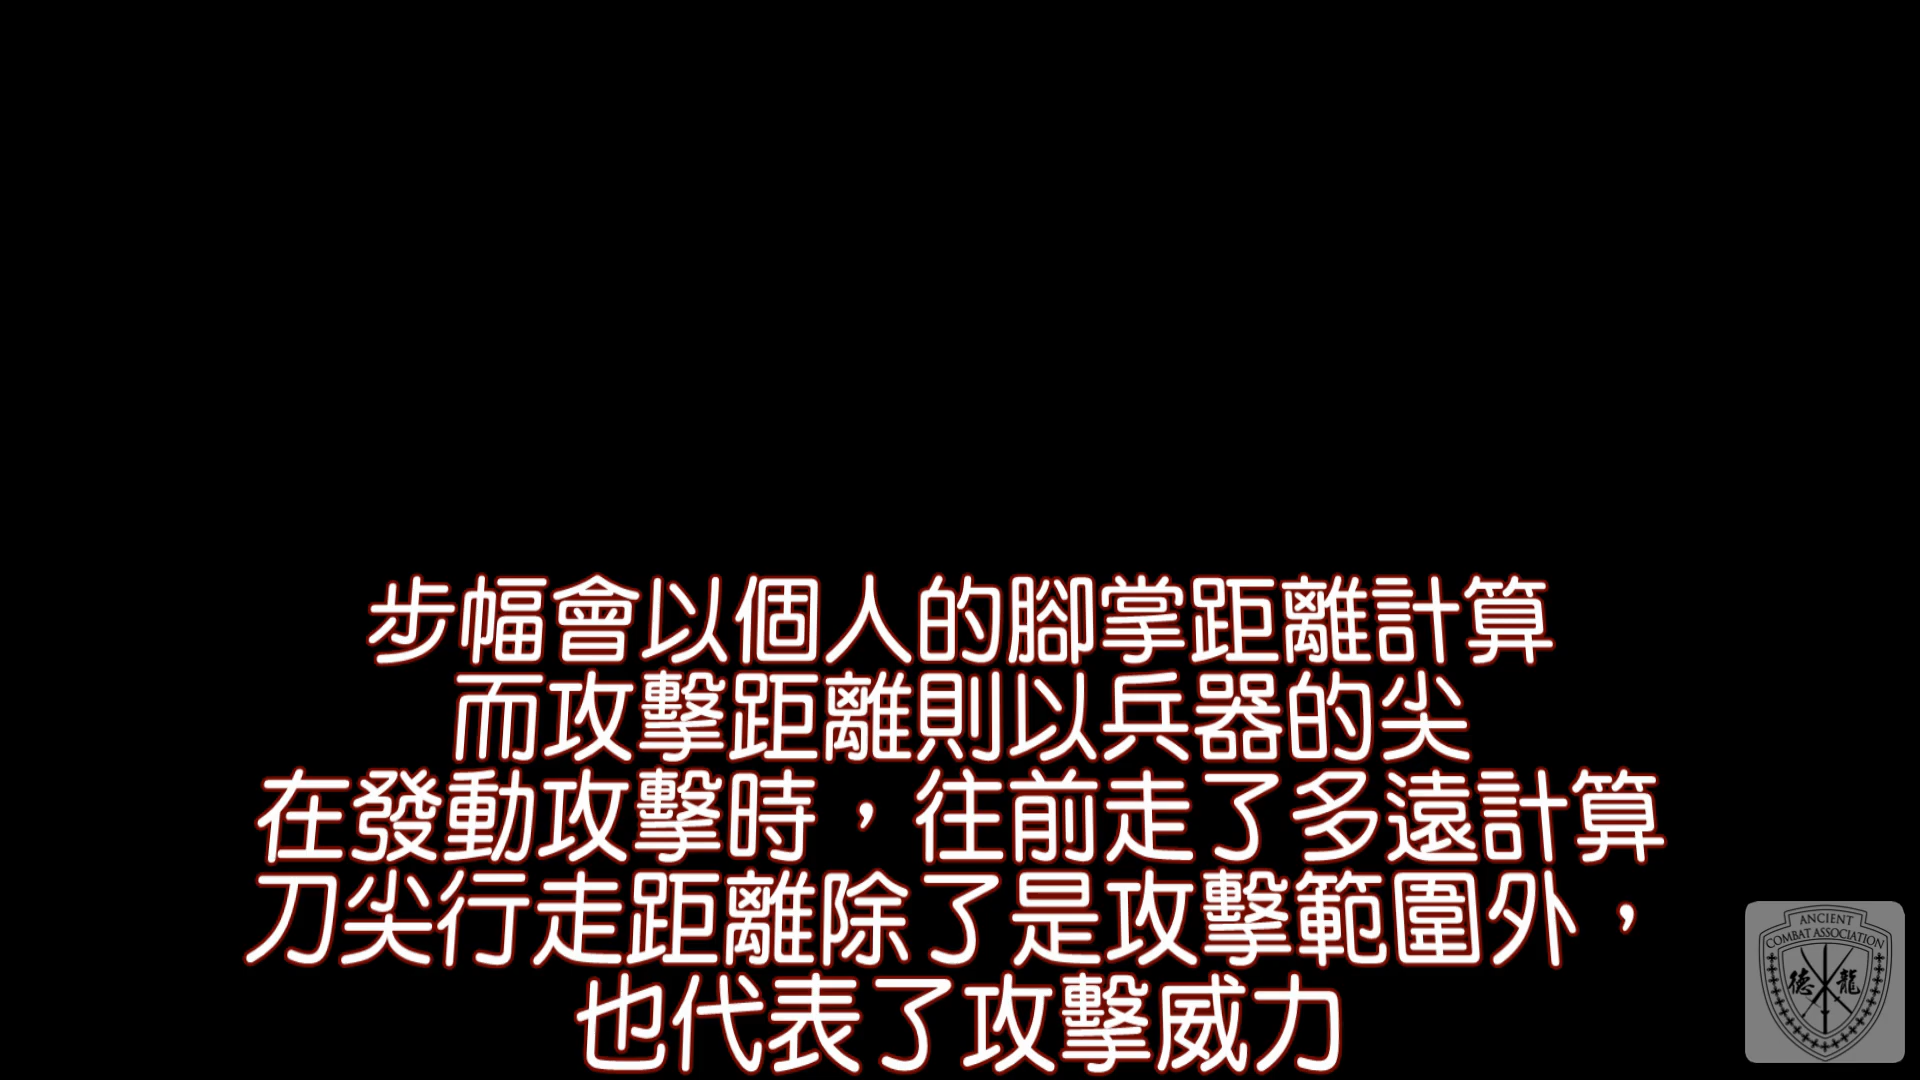 步幅會以個人的腳掌距離計算
而攻擊距離則以兵器的尖
在發動攻擊時，往前走了多遠計算
刀尖行走距離除了是攻擊範圍外，
也代表了攻擊威力
ANCIENT
COMBAT ASSOCIATION
德龍